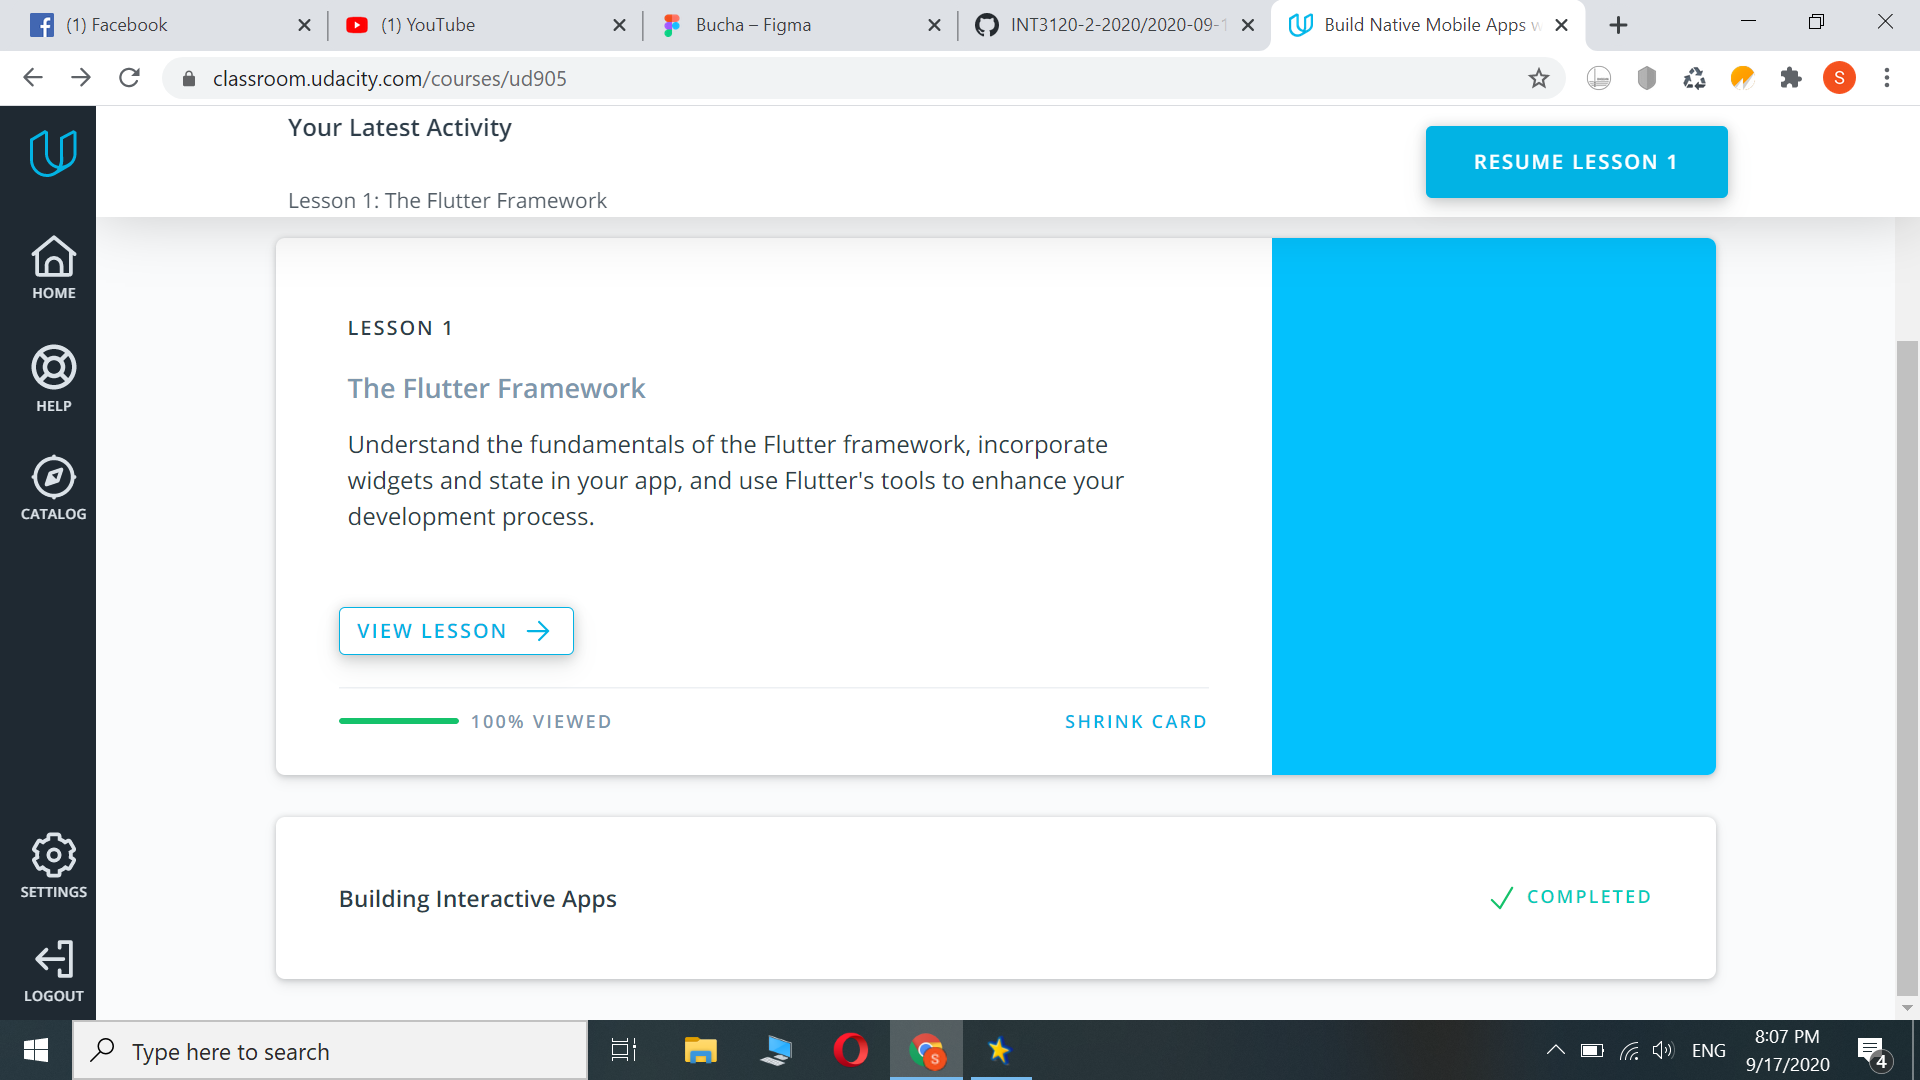 (1) Facebook
(1) YouTube
Bucha – Figma
INT3120-2-2020/2020-09-1
Build Native Mobile Apps w
classroom.udacity.com/courses/ud905
S
Your Latest Activity
RESUME LESSON 1
Lesson 1: The Flutter Framework
HOME
HELP
CATALOG
SETTINGS
LOGOUT
LESSON 1
The Flutter Framework
Understand the fundamentals of the Flutter framework, incorporate
widgets and state in your app, and use Flutter's tools to enhance your
development process.
VIEW LESSON
100% VIEWED
SHRINK CARD
Building Interactive Apps
COMPLETED
Type here to search
S
ENG
8:07 PM
9/17/2020
4